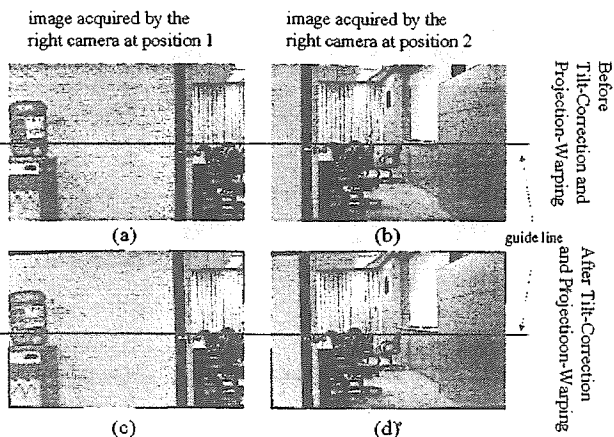 image acquired by the
right camera at position 1
image acquired by the
right camera at position 2
Before
Tilt-Correction and
Projection-Warping
(a)
(b)
guide line
After Tilt-Correction
and Projectioon-Warping
(c)
(d)